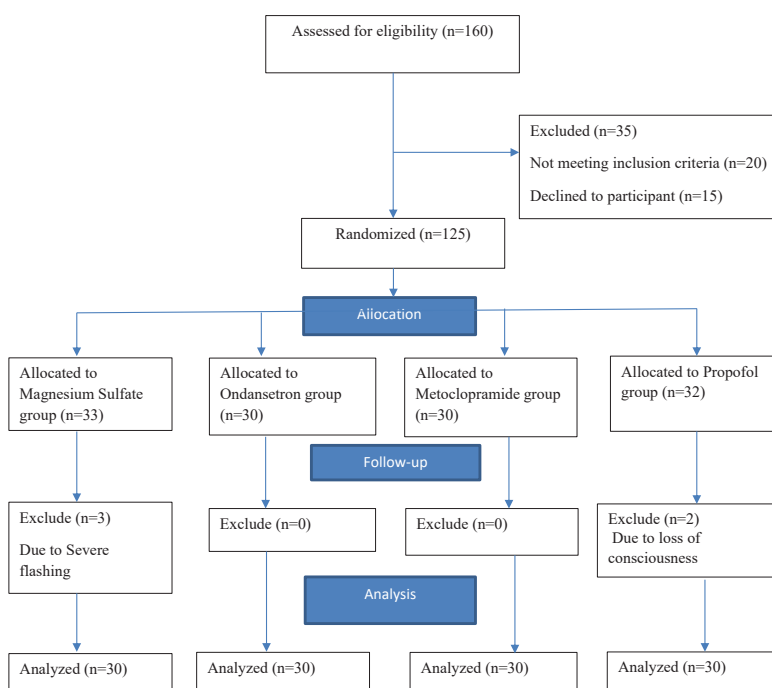 Assessed for eligibility (n=160)
Excluded (n=35)
Not meeting inclusion criteria (n=20)
Declined to participant (n=15)
Randomized (n=125)
Allocation
Allocated to
Magnesium Sulfate
group (n=33)
Allocated to
Ondansetron group
(n=30)
Allocated to
Metoclopramide group
(n=30)
Allocated to Propofol
group (n=32)
Follow-up
Exclude (n=3)
Due to Severe
flashing
Exclude (n=0)
Exclude (n=0)
Exclude (n=2)
Due to loss of
consciousness
Analysis
Analyzed (n=30)
Analyzed (n=30)
Analyzed (n=30)
Analyzed (n=30)